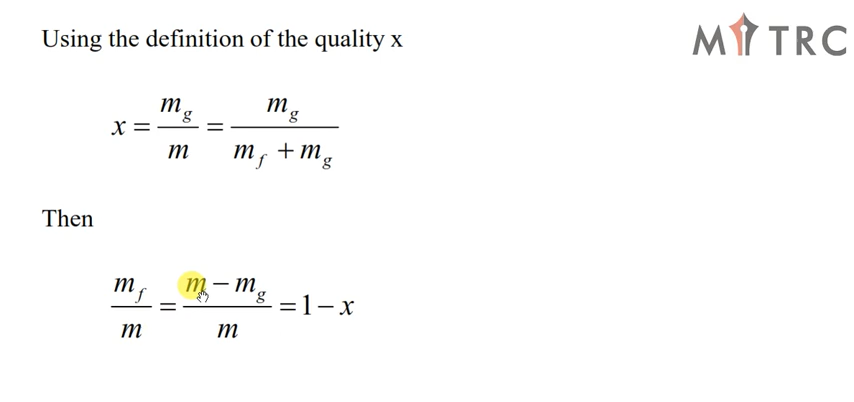 Using the definition of the quality x
M TRC
x = m_g / m = m_g / (m_f + m_g)
Then
m_f / m = (m − m_g) / m = 1 − x